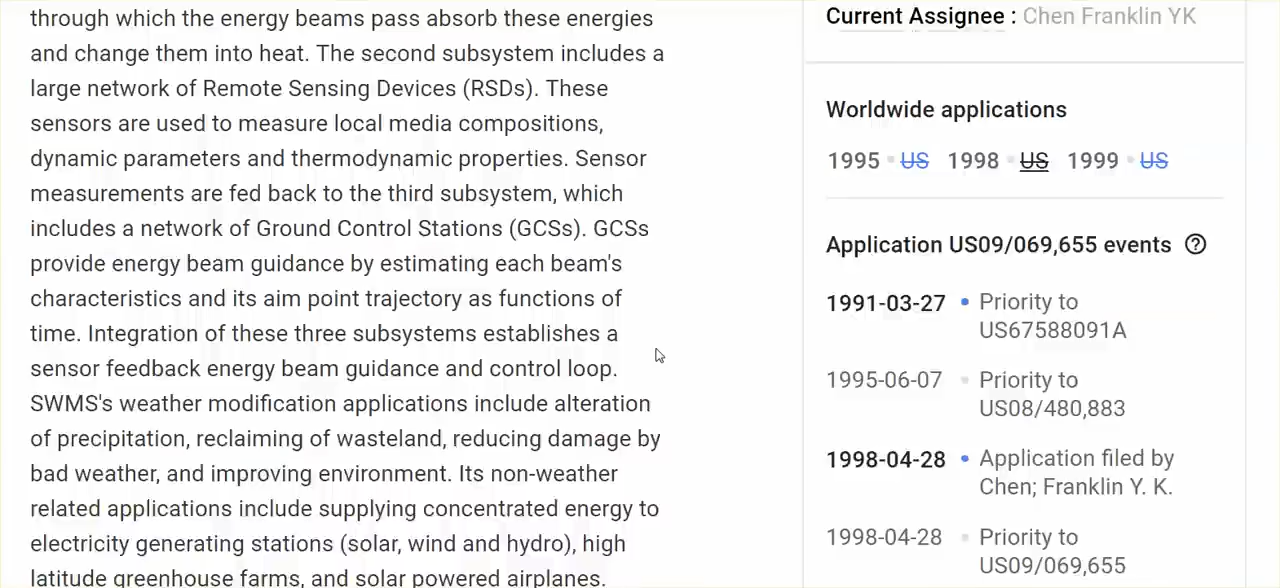 through which the energy beams pass absorb these energies
and change them into heat. The second subsystem includes a
large network of Remote Sensing Devices (RSDs). These
sensors are used to measure local media compositions,
dynamic parameters and thermodynamic properties. Sensor
measurements are fed back to the third subsystem, which
includes a network of Ground Control Stations (GCSs). GCSs
provide energy beam guidance by estimating each beam's
characteristics and its aim point trajectory as functions of
time. Integration of these three subsystems establishes a
sensor feedback energy beam guidance and control loop.
SWMS's weather modification applications include alteration
of precipitation, reclaiming of wasteland, reducing damage by
bad weather, and improving environment. Its non-weather
related applications include supplying concentrated energy to
electricity generating stations (solar, wind and hydro), high
latitude greenhouse farms, and solar powered airplanes.
Current Assignee : Chen Franklin YK
Worldwide applications
1995 • US 1998 • US 1999 • US
Application US09/069,655 events
1991-03-27 • Priority to
US67588091A
1995-06-07 • Priority to
US08/480,883
1998-04-28 • Application filed by
Chen; Franklin Y. K.
1998-04-28 • Priority to
US09/069,655